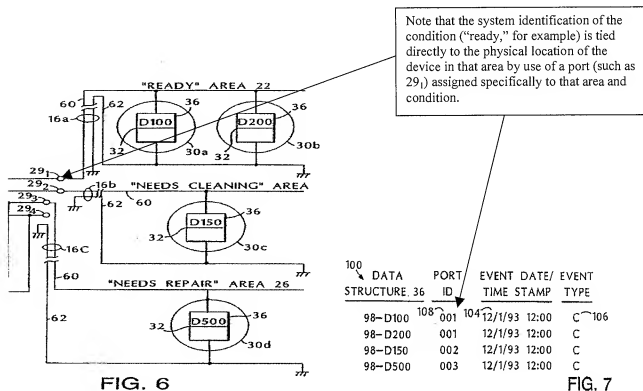 Note that the system identification of the
condition (“ready,” for example) is tied
directly to the physical location of the
device in that area by use of a port (such as
29₁) assigned specifically to that area and
condition.
"READY" AREA 22
60 62 36 36
16a
D100 D200
32 30a 32 30b
29₁
29₂ 16b "NEEDS CLEANING" AREA
29₃ 62 60
29₄ 36
D150
16C 32 30c
60 "NEEDS REPAIR" AREA 26
36
62 D500
32
30d
FIG. 6
100 DATA PORT EVENT DATE/ EVENT
STRUCTURE, 36 ID TIME STAMP TYPE
98-D100 108 001 104 12/1/93 12:00 C 106
98-D200 001 12/1/93 12:00 C
98-D150 002 12/1/93 12:00 C
98-D500 003 12/1/93 12:00 C
FIG. 7